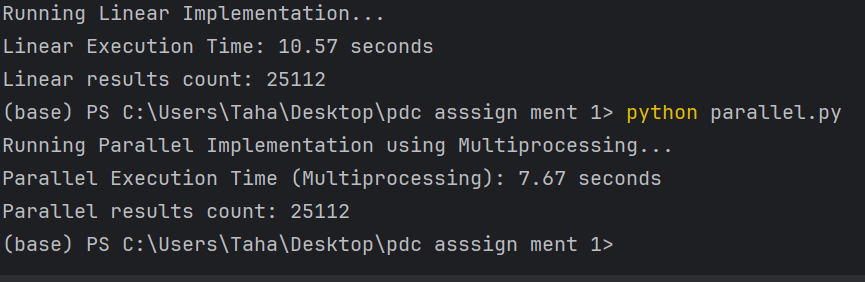 Running Linear Implementation...
Linear Execution Time: 10.57 seconds
Linear results count: 25112
(base) PS C:\Users\Taha\Desktop\pdc asssign ment 1> python parallel.py
Running Parallel Implementation using Multiprocessing...
Parallel Execution Time (Multiprocessing): 7.67 seconds
Parallel results count: 25112
(base) PS C:\Users\Taha\Desktop\pdc asssign ment 1>